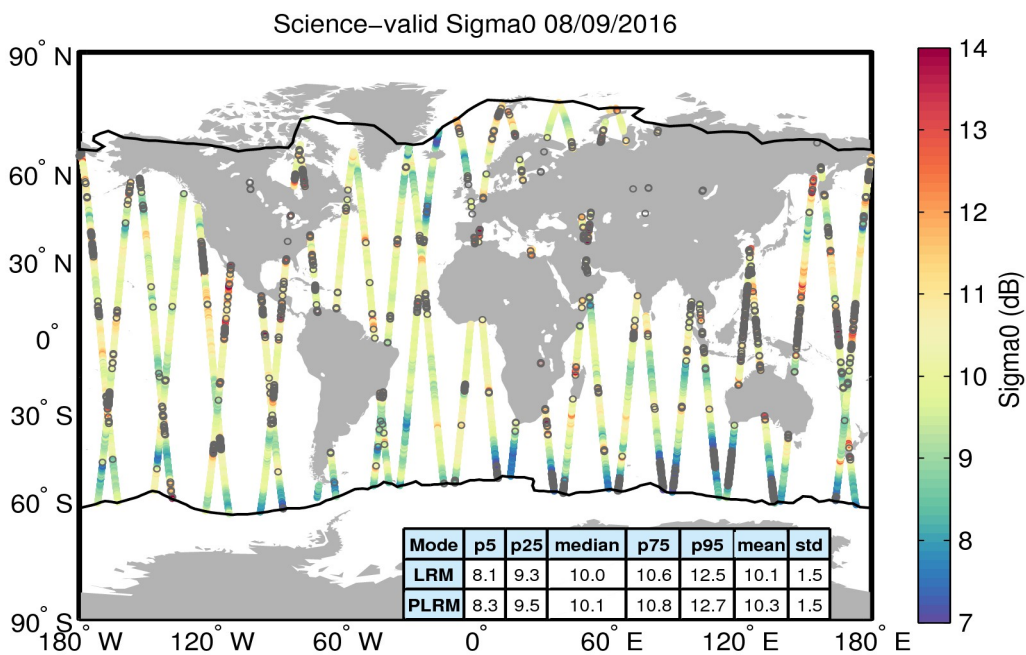 Science−valid Sigma0 08/09/2016
90° N
60° N
30° N
0°
30° S
60° S
90° S
180° W
120° W
60° W
0°
60° E
120° E
180° E
Mode p5 p25 median p75 p95 mean std
LRM 8.1 9.3 10.0 10.6 12.5 10.1 1.5
PLRM 8.3 9.5 10.1 10.8 12.7 10.3 1.5
14
13
12
11
10
9
8
7
Sigma0 (dB)